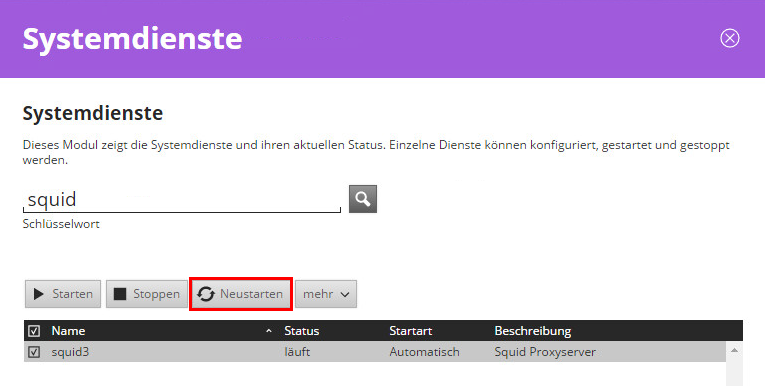 Systemdienste
Systemdienste
Dieses Modul zeigt die Systemdienste und ihren aktuellen Status. Einzelne Dienste können konfiguriert, gestartet und gestoppt
werden.
squid
Schlüsselwort
Starten Stoppen Neustarten mehr
Name Status Startart Beschreibung
squid3 läuft Automatisch Squid Proxyserver